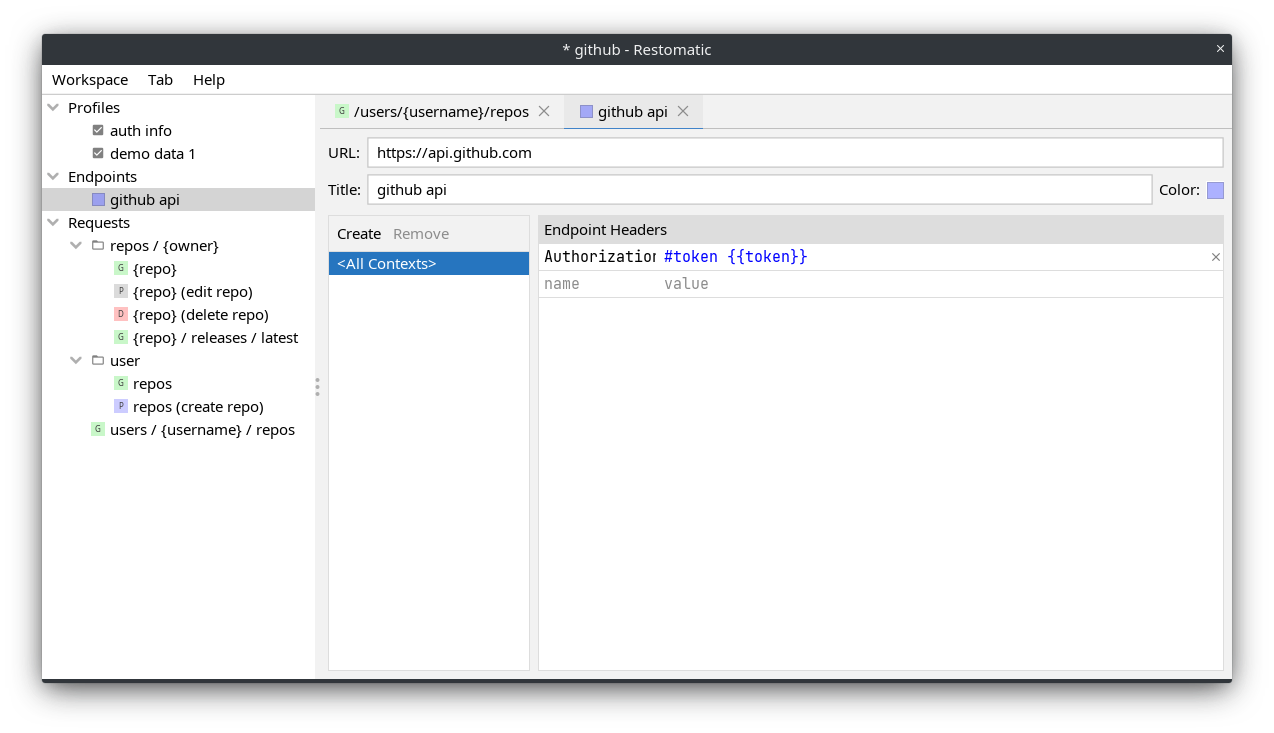 * github - Restomatic
Workspace Tab Help
Profiles
auth info
demo data 1
Endpoints
github api
Requests
repos / {owner}
G {repo}
P {repo} (edit repo)
D {repo} (delete repo)
G {repo} / releases / latest
user
G repos
P repos (create repo)
G users / {username} / repos
G /users/{username}/repos github api
URL: https://api.github.com
Title: github api Color:
Create Remove
<All Contexts>
Endpoint Headers
Authorization #token {{token}}
name value